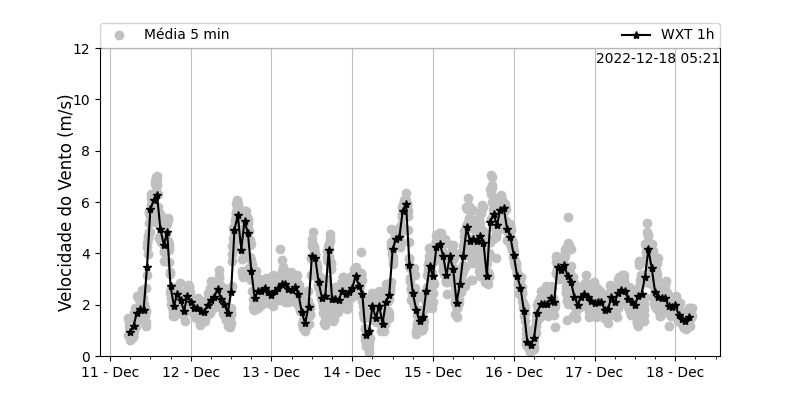 Média 5 min
WXT 1h
2022-12-18 05:21
Velocidade do Vento (m/s)
12
10
8
6
4
2
0
11 - Dec
12 - Dec
13 - Dec
14 - Dec
15 - Dec
16 - Dec
17 - Dec
18 - Dec